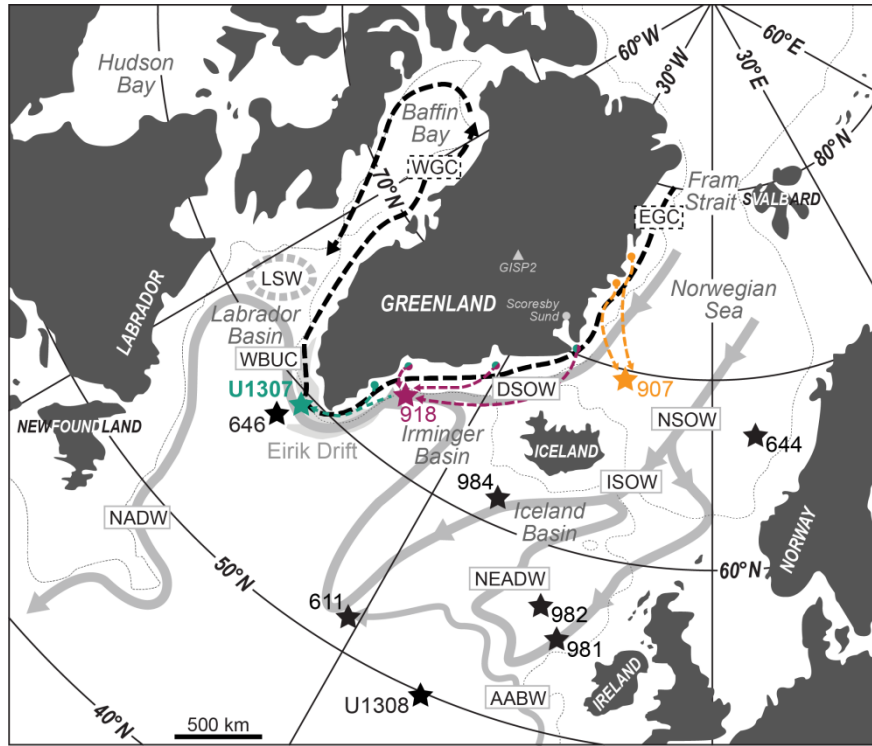 60°W
60°E
30°W
30°E
Hudson
Bay
Baffin
Bay
80°N
WGC
70°N
Fram
Strait
SVALBARD
EGC
GISP2
LSW
Norwegian
Sea
LABRADOR
GREENLAND
Scoresby
Sund
Labrador
Basin
WBUC
U1307
DSOW
907
918
NEWFOUNDLAND
646
NSOW
Irminger
Basin
644
Eirik Drift
ICELAND
984
ISOW
NADW
Iceland
Basin
NORWAY
50°N
NEADW
60°N
611
982
981
IRELAND
AABW
U1308
40°N
500 km